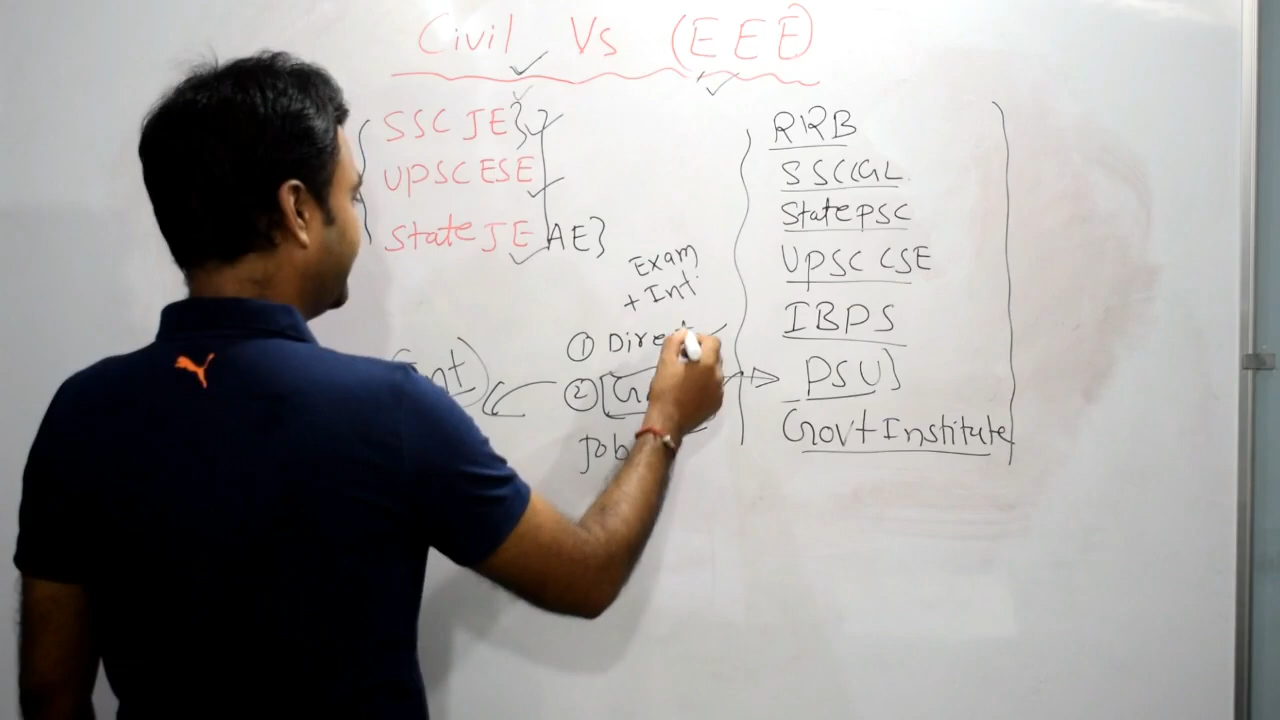 Civil Vs (EEE)
{ SSC JE }
UPSC ESE
State JE AE}
Exam
+ Int
① Dire
②
Job
RRB
SSC CGL
State PSC
UPSC CSE
IBPS
PSU}
Govt Institute